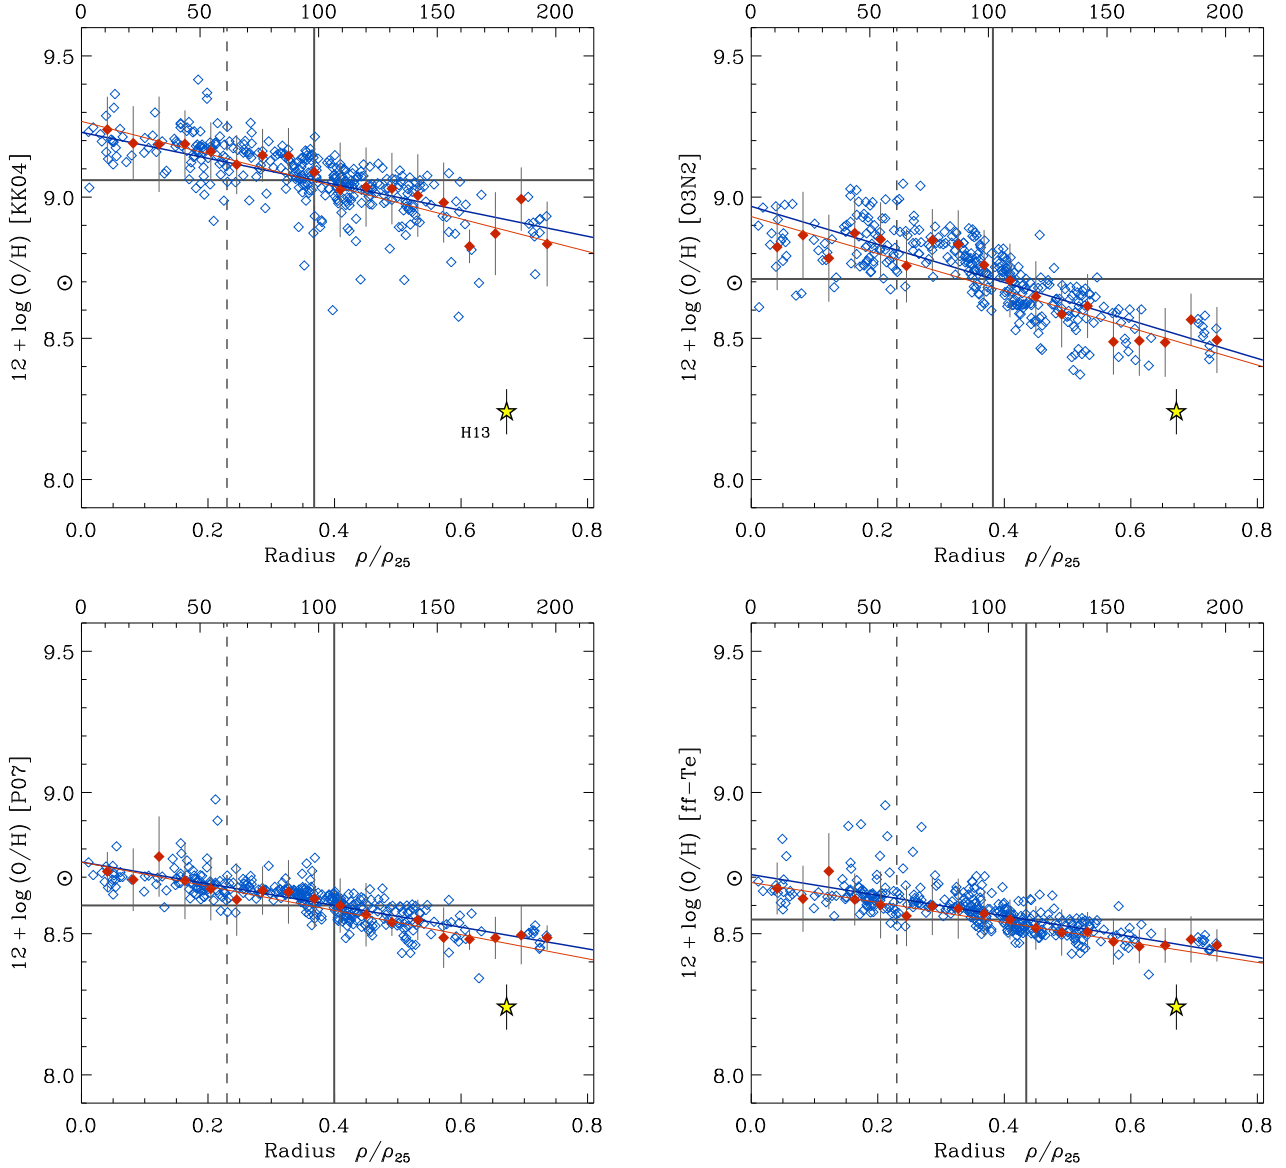 0 50 100 150 200
9.5
9.0
8.5
8.0
12 + log (O/H) [KK04]
⊙
H13
0.0 0.2 0.4 0.6 0.8
Radius ρ/ρ25
0 50 100 150 200
9.5
9.0
8.5
8.0
12 + log (O/H) [O3N2]
⊙
0.0 0.2 0.4 0.6 0.8
Radius ρ/ρ25
0 50 100 150 200
9.5
9.0
8.5
8.0
12 + log (O/H) [P07]
⊙
0.0 0.2 0.4 0.6 0.8
Radius ρ/ρ25
0 50 100 150 200
9.5
9.0
8.5
8.0
12 + log (O/H) [ff-Te]
⊙
0.0 0.2 0.4 0.6 0.8
Radius ρ/ρ25